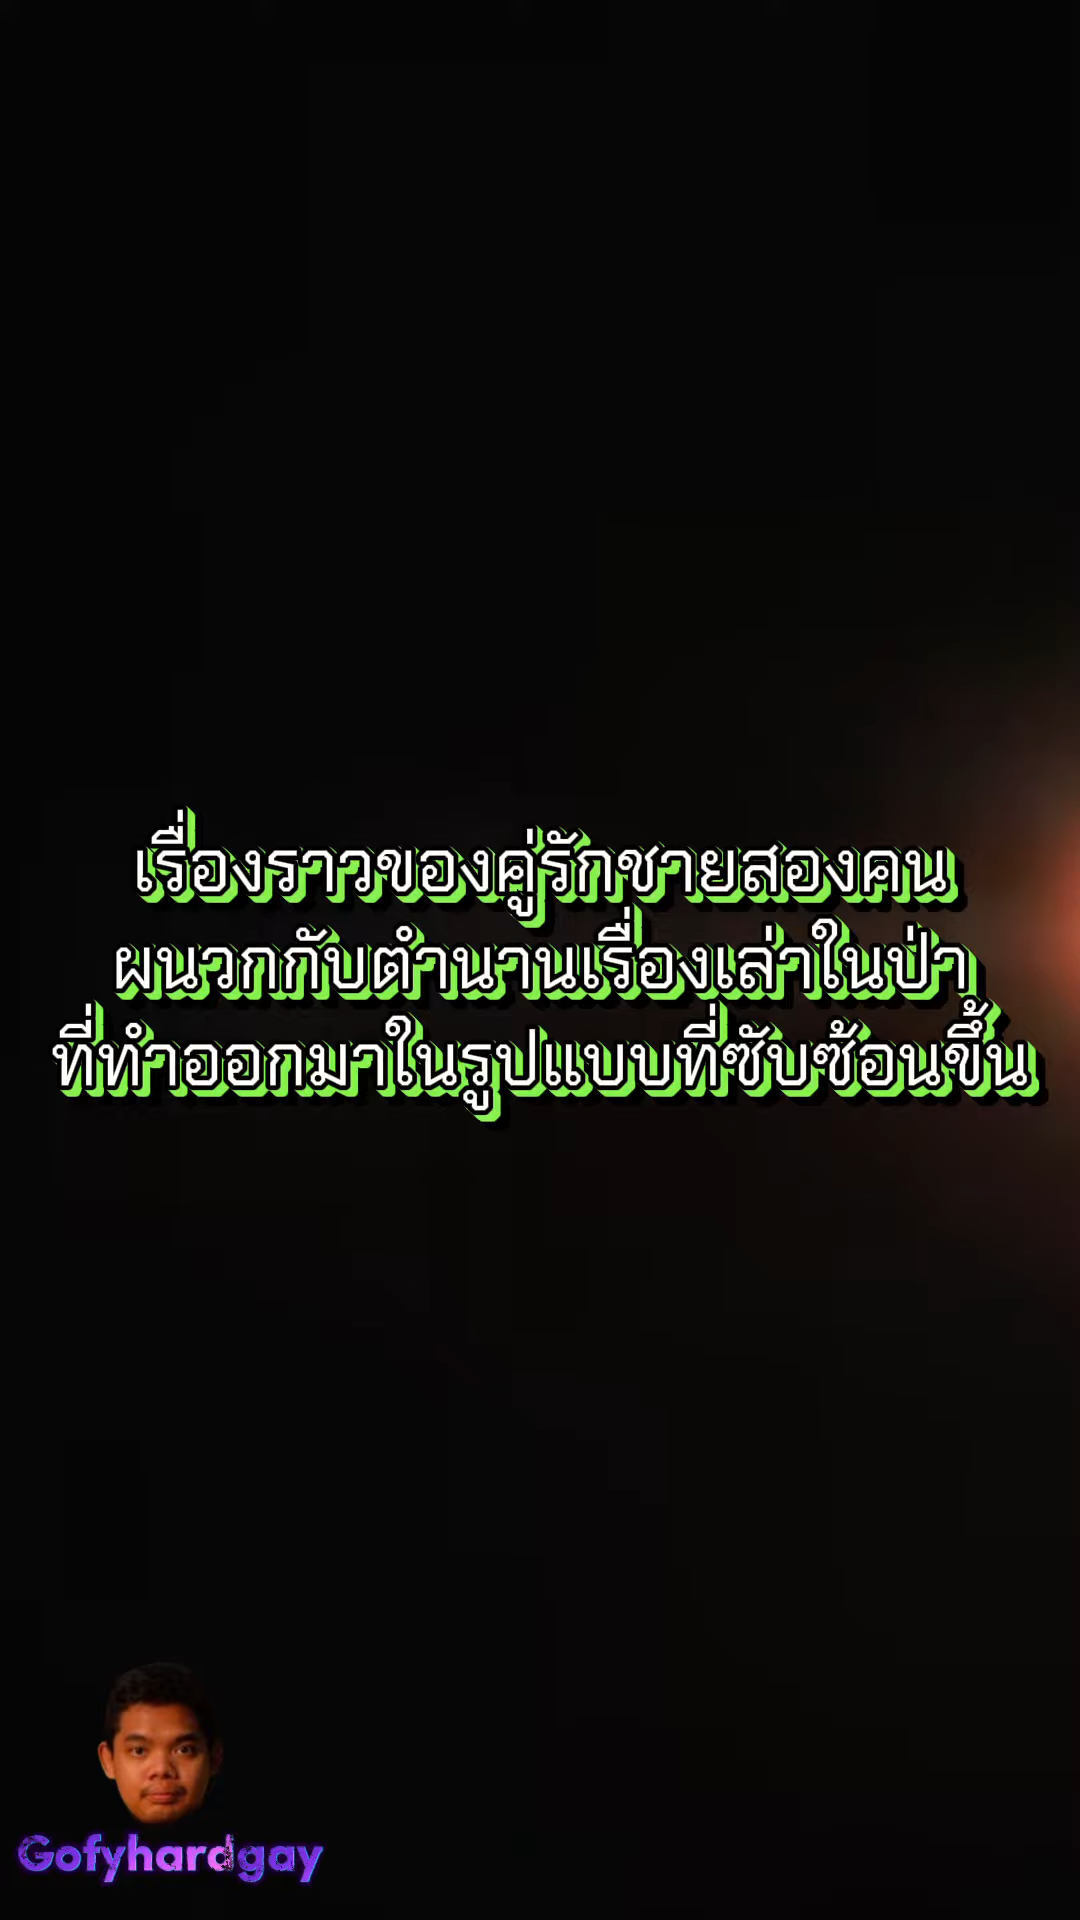 เรื่องราวของคู่รักชายสองคน
ผนวกกับตำนานเรื่องเล่าในป่า
ที่ทำออกมาในรูปแบบที่ซับซ้อนขึ้น
Gofyhardgay